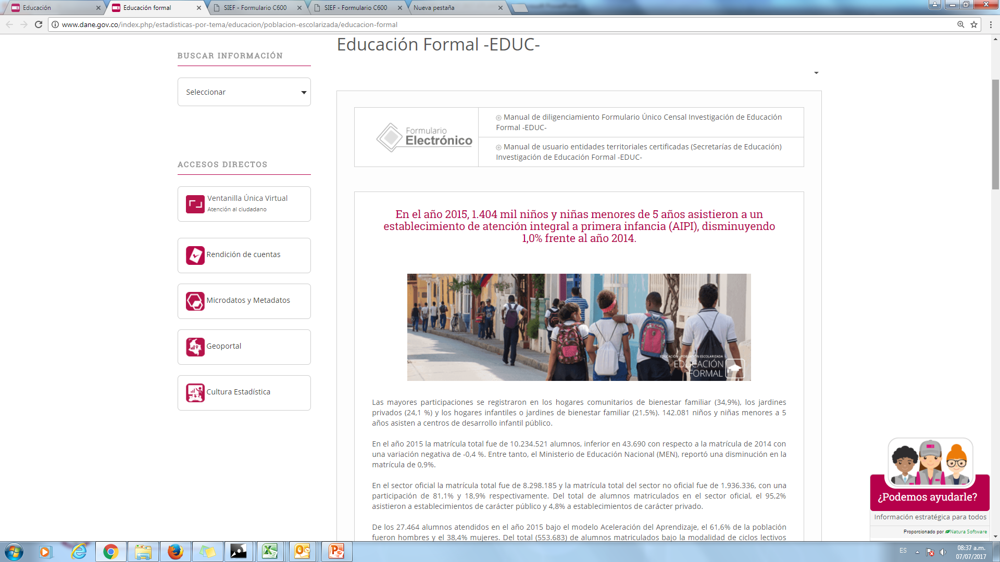 Educación
Educación formal
SIEF - Formulario C600
SIEF - Formulario C600
Nueva pestaña
www.dane.gov.co/index.php/estadisticas-por-tema/educacion/poblacion-escolarizada/educacion-formal
Educación Formal -EDUC-
BUSCAR INFORMACIÓN
Seleccionar
ACCESOS DIRECTOS
Ventanilla Única Virtual
Atención al ciudadano
Rendición de cuentas
Microdatos y Metadatos
Geoportal
Cultura Estadística
Formulario
Electrónico
Manual de diligenciamiento Formulario Único Censal Investigación de Educación
Formal -EDUC-
Manual de usuario entidades territoriales certificadas (Secretarías de Educación)
Investigación de Educación Formal -EDUC-
En el año 2015, 1.404 mil niños y niñas menores de 5 años asistieron a un
establecimiento de atención integral a primera infancia (AIPI), disminuyendo
1,0% frente al año 2014.
EDUCACIÓN - POBLACIÓN ESCOLARIZADA
EDUCACIÓN
FORMAL
Las mayores participaciones se registraron en los hogares comunitarios de bienestar familiar (34,9%), los jardines
privados (24,1 %) y los hogares infantiles o jardines de bienestar familiar (21,5%). 142.081 niños y niñas menores a 5
años asisten a centros de desarrollo infantil público.
En el año 2015 la matrícula total fue de 10.234.521 alumnos, inferior en 43.690 con respecto a la matrícula de 2014 con
una variación negativa de -0,4 %. Entre tanto, el Ministerio de Educación Nacional (MEN), reportó una disminución en la
matrícula de 0,9%.
En el sector oficial la matrícula total fue de 8.298.185 y la matrícula total del sector no oficial fue de 1.936.336, con una
participación de 81,1% y 18,9% respectivamente. Del total de alumnos matriculados en el sector oficial, el 95,2%
asistieron a establecimientos de carácter público y 4,8% a establecimientos de carácter privado.
De los 27.464 alumnos atendidos en el año 2015 bajo el modelo Aceleración del Aprendizaje, el 61,6% de la población
fueron hombres y el 38,4% mujeres. Del total (553.683) de alumnos matriculados bajo la modalidad de ciclos lectivos
¿Podemos ayudarle?
Información estratégica para todos
Proporcionado por Natura Software
ES
08:37 a.m.
07/07/2017